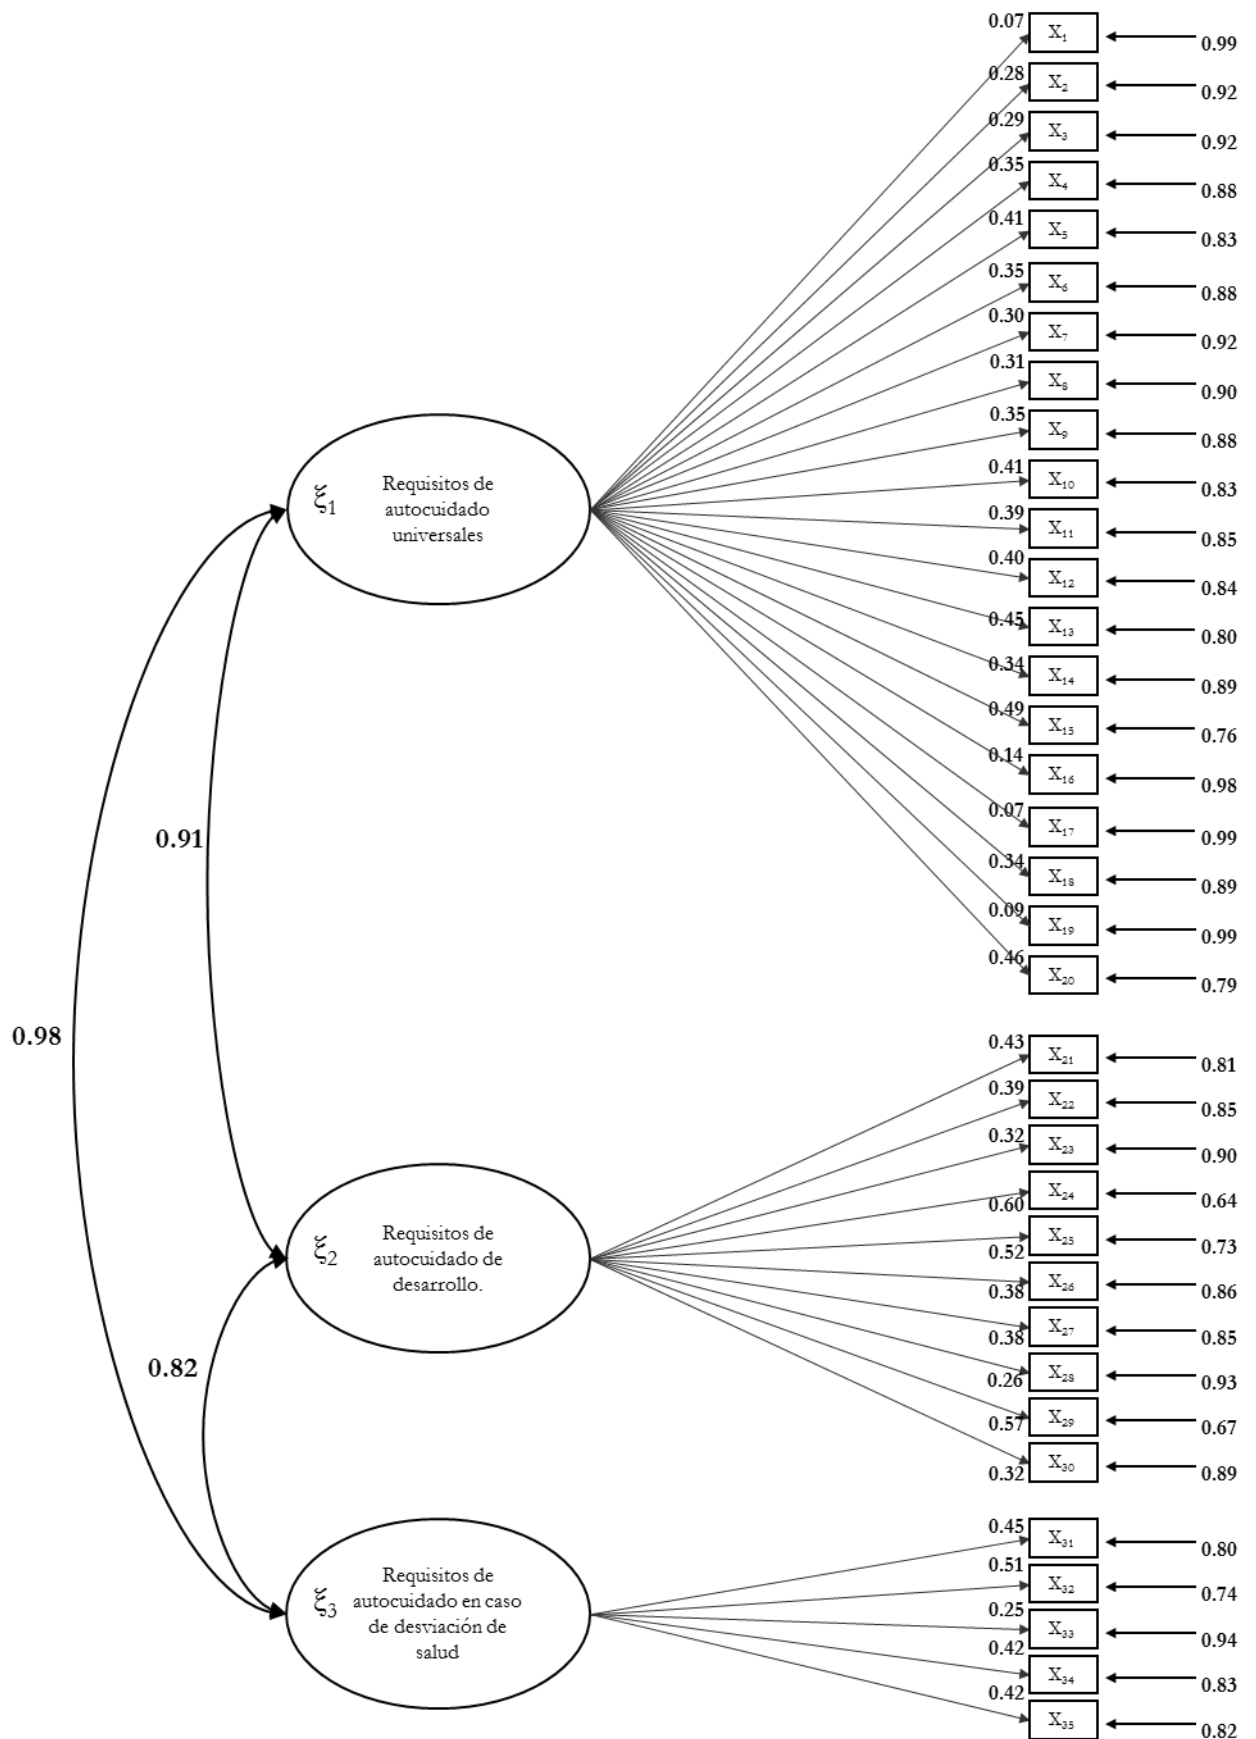 0.07 X₁ 0.99
0.28 X₂ 0.92
0.29 X₃ 0.92
0.35 X₄ 0.88
0.41 X₅ 0.83
0.35 X₆ 0.88
0.30 X₇ 0.92
0.31 X₈ 0.90
0.35 X₉ 0.88
0.41 X₁₀ 0.83
0.39 X₁₁ 0.85
0.40 X₁₂ 0.84
0.45 X₁₃ 0.80
0.34 X₁₄ 0.89
0.49 X₁₅ 0.76
0.14 X₁₆ 0.98
0.07 X₁₇ 0.99
0.34 X₁₈ 0.89
0.09 X₁₉ 0.99
0.46 X₂₀ 0.79
ξ₁
Requisitos de
autocuidado
universales
0.91
0.98
0.43 X₂₁ 0.81
0.39 X₂₂ 0.85
0.32 X₂₃ 0.90
0.60 X₂₄ 0.64
0.52 X₂₅ 0.73
0.38 X₂₆ 0.86
0.38 X₂₇ 0.85
0.26 X₂₈ 0.93
0.57 X₂₉ 0.67
0.32 X₃₀ 0.89
ξ₂
Requisitos de
autocuidado de
desarrollo.
0.82
0.45 X₃₁ 0.80
0.51 X₃₂ 0.74
0.25 X₃₃ 0.94
0.42 X₃₄ 0.83
0.42 X₃₅ 0.82
ξ₃
Requisitos de
autocuidado en caso
de desviación de
salud